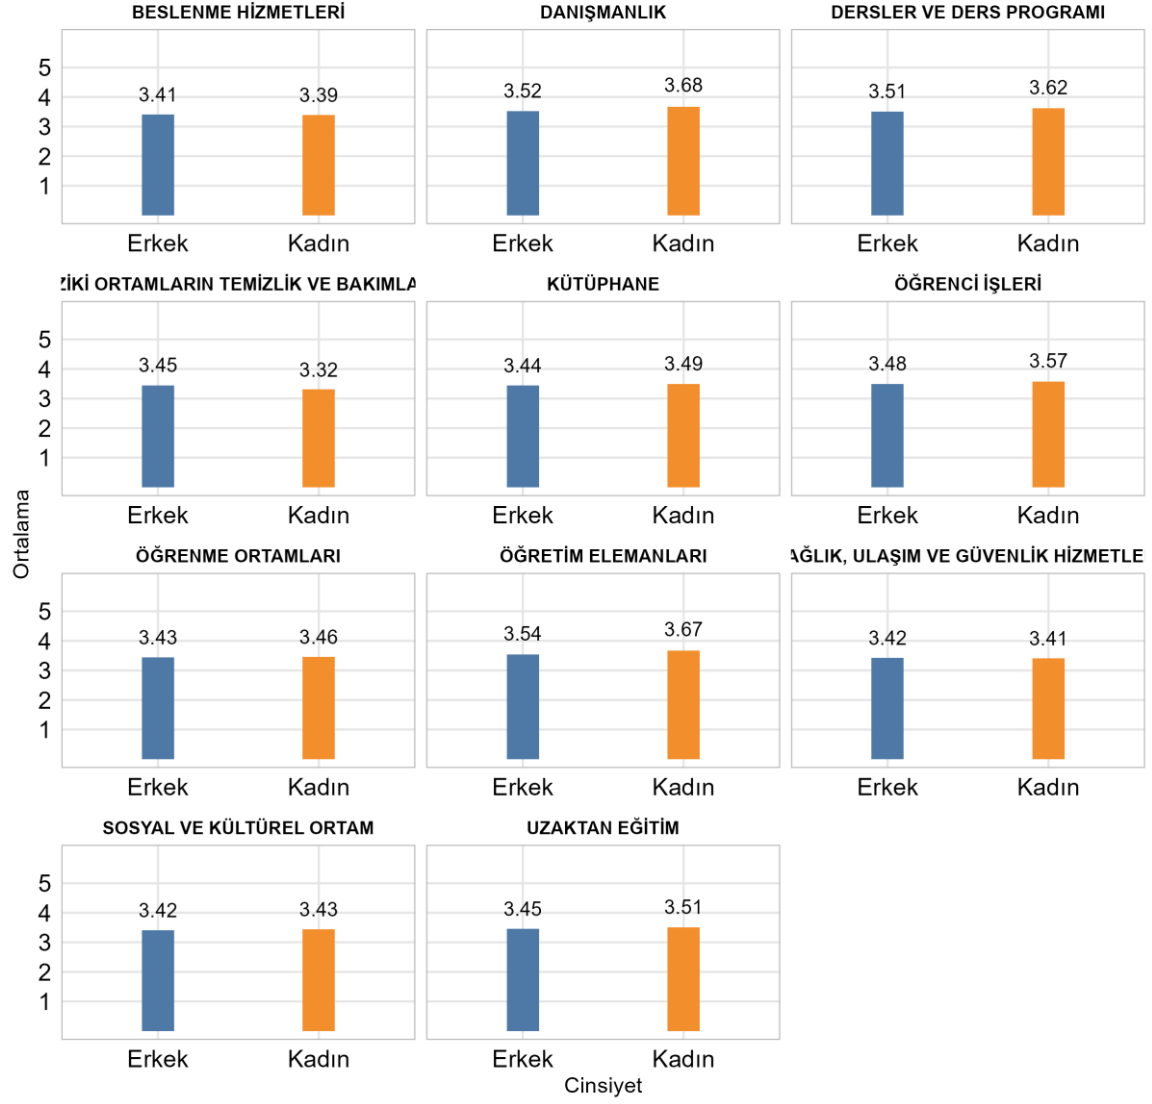 BESLENME HİZMETLERİ
DANIŞMANLIK
DERSLER VE DERS PROGRAMI
5
4
3
2
1
3.41
3.39
3.52
3.68
3.51
3.62
Erkek
Kadın
Erkek
Kadın
Erkek
Kadın
ZİKİ ORTAMLARIN TEMİZLİK VE BAKIMLA
KÜTÜPHANE
ÖĞRENCİ İŞLERİ
5
4
3
2
1
3.45
3.32
3.44
3.49
3.48
3.57
Erkek
Kadın
Erkek
Kadın
Erkek
Kadın
Ortalama
ÖĞRENME ORTAMLARI
ÖĞRETİM ELEMANLARI
AĞLIK, ULAŞIM VE GÜVENLİK HİZMETLE
5
4
3
2
1
3.43
3.46
3.54
3.67
3.42
3.41
Erkek
Kadın
Erkek
Kadın
Erkek
Kadın
SOSYAL VE KÜLTÜREL ORTAM
UZAKTAN EĞİTİM
5
4
3
2
1
3.42
3.43
3.45
3.51
Erkek
Kadın
Erkek
Kadın
Cinsiyet